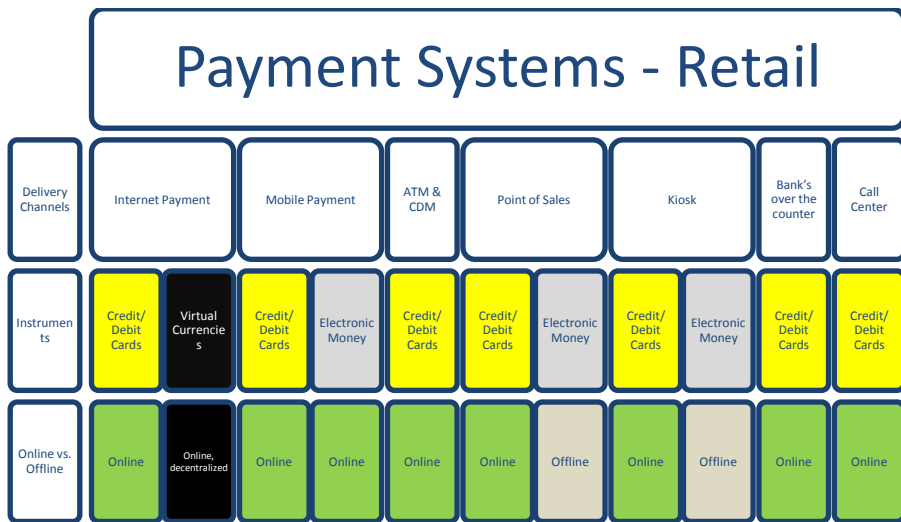 Payment Systems - Retail
Delivery
Channels
Internet Payment
Mobile Payment
ATM &
CDM
Point of Sales
Kiosk
Bank's
over the
counter
Call
Center
Instrumen
ts
Credit/
Debit
Cards
Virtual
Currencie
s
Credit/
Debit
Cards
Electronic
Money
Credit/
Debit
Cards
Credit/
Debit
Cards
Electronic
Money
Credit/
Debit
Cards
Electronic
Money
Credit/
Debit
Cards
Credit/
Debit
Cards
Online vs.
Offline
Online
Online,
decentralized
Online
Online
Online
Online
Offline
Online
Offline
Online
Online